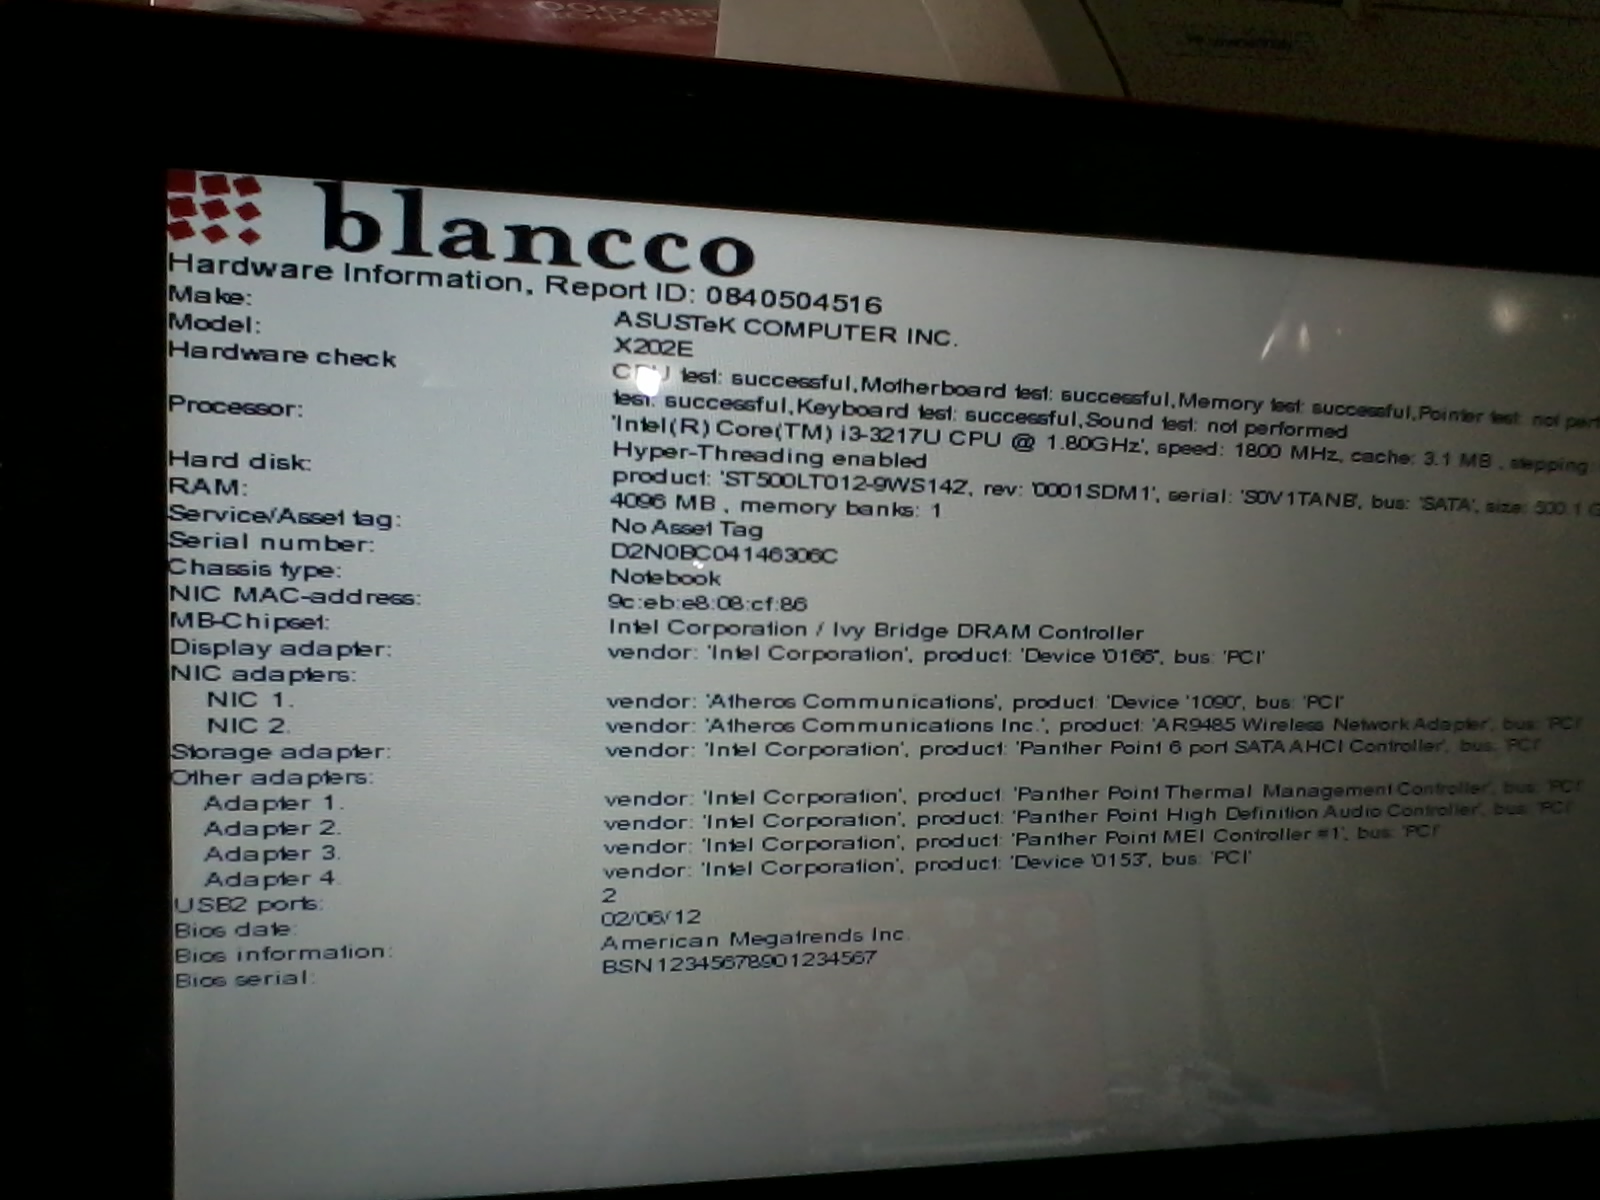 blancco
Hardware Information, Report ID: 0840504516
Make: ASUSTeK COMPUTER INC.
Model: X202E
Hardware check CPU test: successful,Motherboard test: successful,Memory test: successful,Pointer test: not
test: successful,Keyboard test: successful,Sound test: not performed
Processor: 'Intel(R) Core(TM) i3-3217U CPU @ 1.80GHz', speed: 1800 MHz, cache: 3.1 MB , stepping:
Hyper-Threading enabled
Hard disk: product: 'ST500LT012-9WS142', rev: '0001SDM1', serial: 'S0V1TANB', bus: 'SATA', size: 500.1
RAM: 4096 MB , memory banks: 1
Service/Asset tag: No Asset Tag
Serial number: D2N0BC04146306C
Chassis type: Notebook
NIC MAC-address: 9c:eb:e8:08:cf:86
MB-Chipset: Intel Corporation / Ivy Bridge DRAM Controller
Display adapter: vendor: 'Intel Corporation', product: 'Device '0166'', bus: 'PCI'
NIC adapters:
NIC 1. vendor: 'Atheros Communications', product: 'Device '1090'', bus: 'PCI'
NIC 2. vendor: 'Atheros Communications Inc.', product: 'AR9485 Wireless Network Adapter', bus: 'PCI'
Storage adapter: vendor: 'Intel Corporation', product: 'Panther Point 6 port SATA AHCI Controller', bus: 'PCI'
Other adapters:
Adapter 1. vendor: 'Intel Corporation', product: 'Panther Point Thermal Management Controller', bus: 'PCI'
Adapter 2. vendor: 'Intel Corporation', product: 'Panther Point High Definition Audio Controller', bus: 'PCI'
Adapter 3. vendor: 'Intel Corporation', product: 'Panther Point MEI Controller #1', bus: 'PCI'
Adapter 4. vendor: 'Intel Corporation', product: 'Device '0153'', bus: 'PCI'
USB2 ports: 2
Bios date: 02/06/12
Bios information: American Megatrends Inc.
Bios serial: BSN12345678901234567